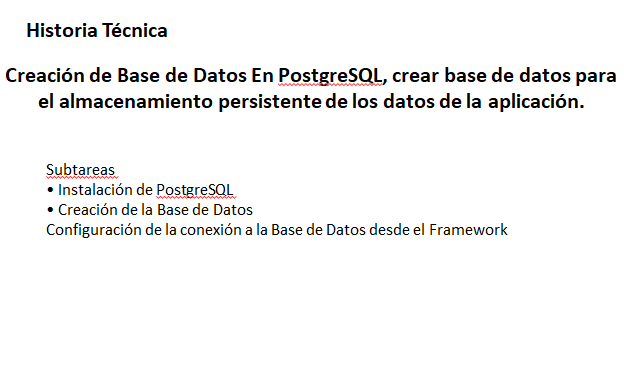 Historia Técnica
Creación de Base de Datos En PostgreSQL, crear base de datos para
el almacenamiento persistente de los datos de la aplicación.
Subtareas
• Instalación de PostgreSQL
• Creación de la Base de Datos
Configuración de la conexión a la Base de Datos desde el Framework